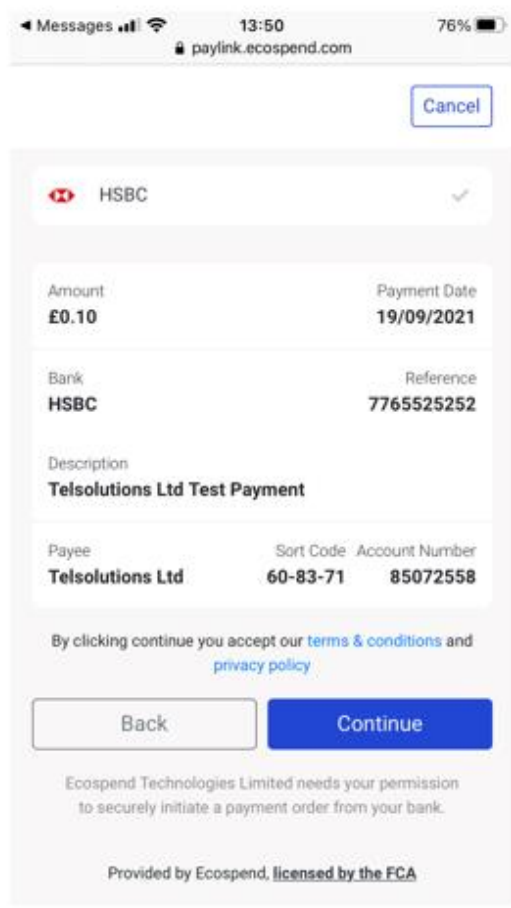 Messages 13:50 76%
paylink.ecospend.com
Cancel
HSBC
Amount Payment Date
£0.10 19/09/2021
Bank Reference
HSBC 7765525252
Description
Telsolutions Ltd Test Payment
Payee Sort Code Account Number
Telsolutions Ltd 60-83-71 85072558
By clicking continue you accept our terms & conditions and
privacy policy
Back Continue
Ecospend Technologies Limited needs your permission
to securely initiate a payment order from your bank.
Provided by Ecospend, licensed by the FCA